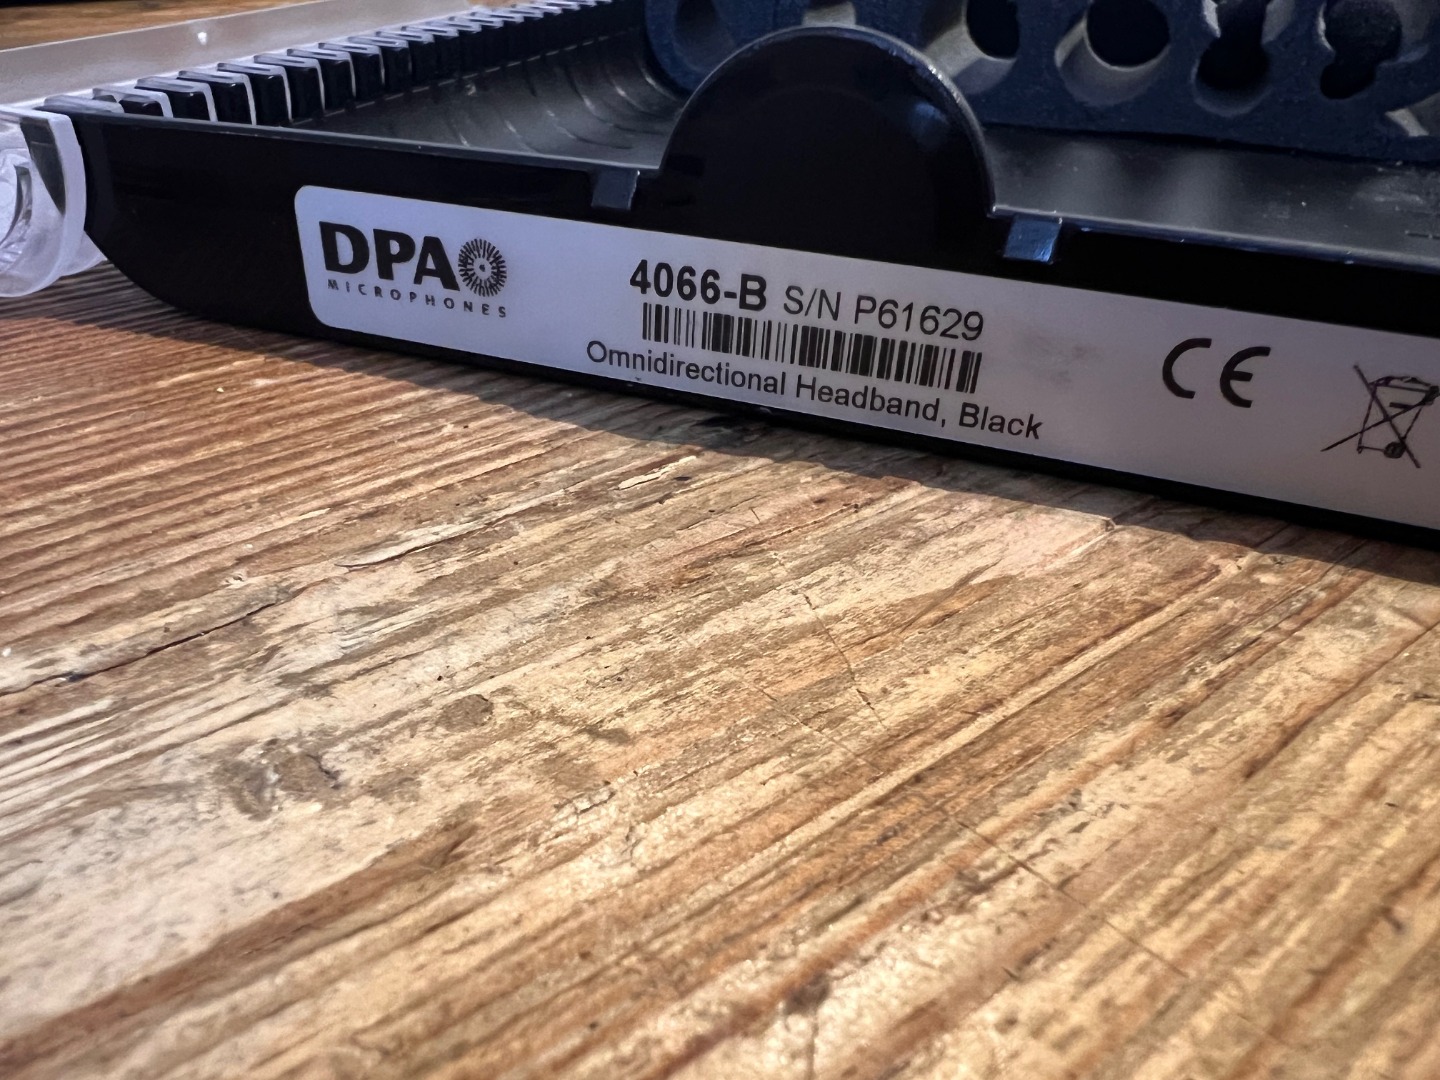 DPA
MICROPHONES
4066-B S/N P61629
Omnidirectional Headband, Black
CE